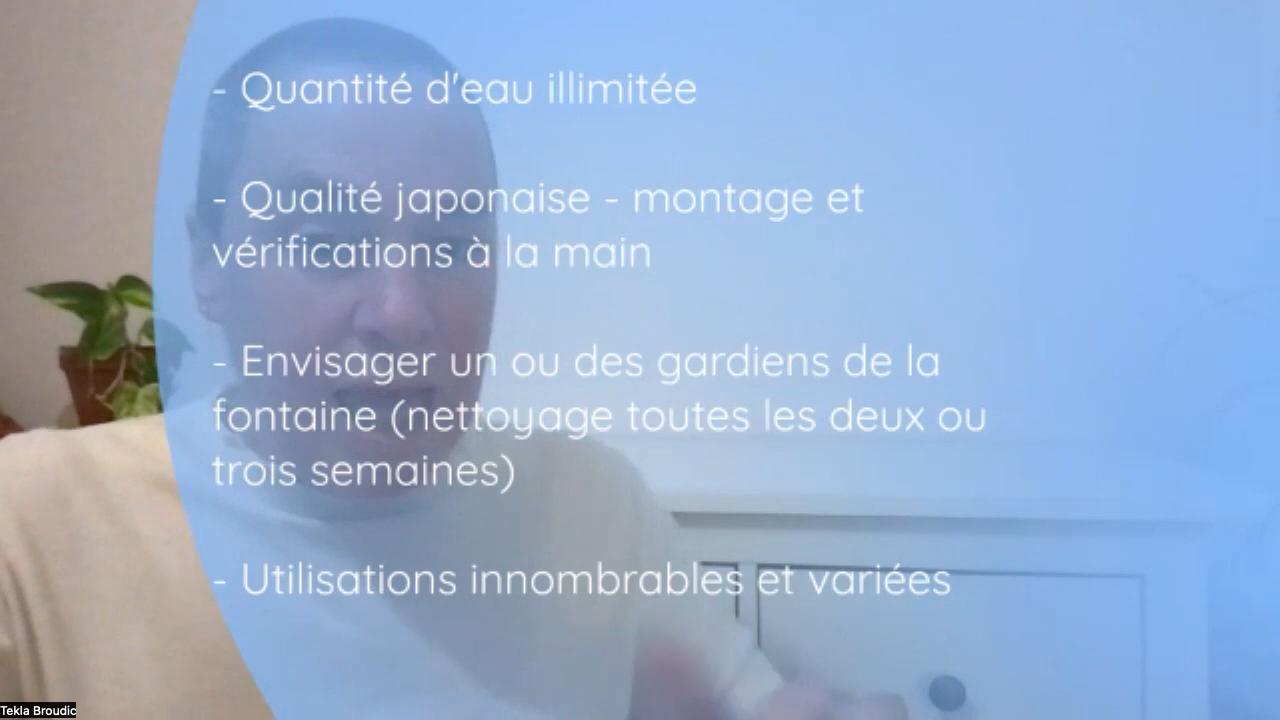 - Quantité d'eau illimitée
- Qualité japonaise - montage et
vérifications à la main
- Envisager un ou des gardiens de la
fontaine (nettoyage toutes les deux ou
trois semaines)
- Utilisations innombrables et variées
Tekla Broudic